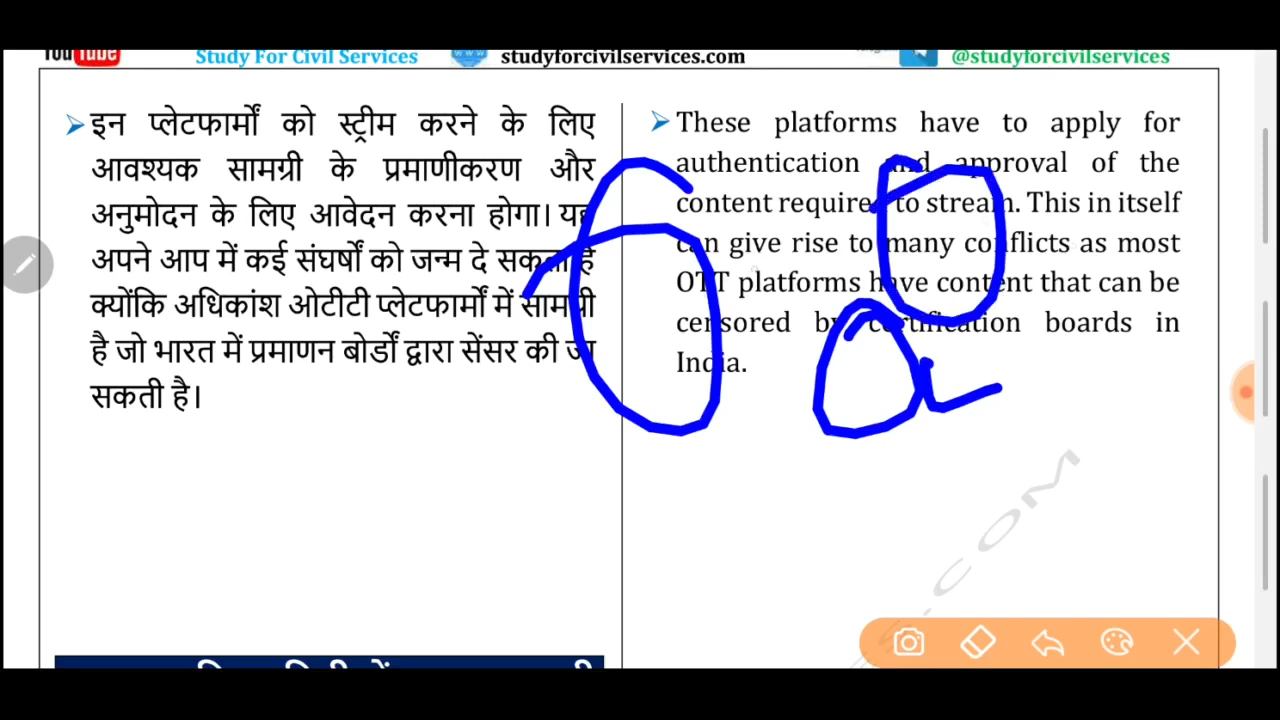 YouTube Study For Civil Services www studyforcivilservices.com @studyforcivilservices
➢ इन प्लेटफार्मों को स्ट्रीम करने के लिए
आवश्यक सामग्री के प्रमाणीकरण और
अनुमोदन के लिए आवेदन करना होगा। यह
अपने आप में कई संघर्षों को जन्म दे सकता है
क्योंकि अधिकांश ओटीटी प्लेटफार्मों में सामग्री
है जो भारत में प्रमाणन बोर्डों द्वारा सेंसर की जा
सकती है।
➢ These platforms have to apply for
authentication and approval of the
content required to stream. This in itself
can give rise to many conflicts as most
OTT platforms have content that can be
censored by certification boards in
India.
.COM